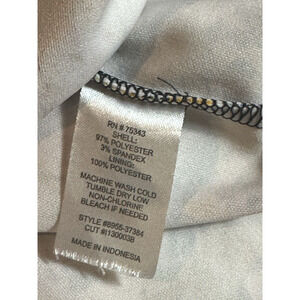 RN # 75343
SHELL:
97% POLYESTER
3% SPANDEX
LINING:
100% POLYESTER
MACHINE WASH COLD
TUMBLE DRY LOW
NON-CHLORINE
BLEACH IF NEEDED
STYLE #8955-37384
CUT #I130003B
MADE IN INDONESIA